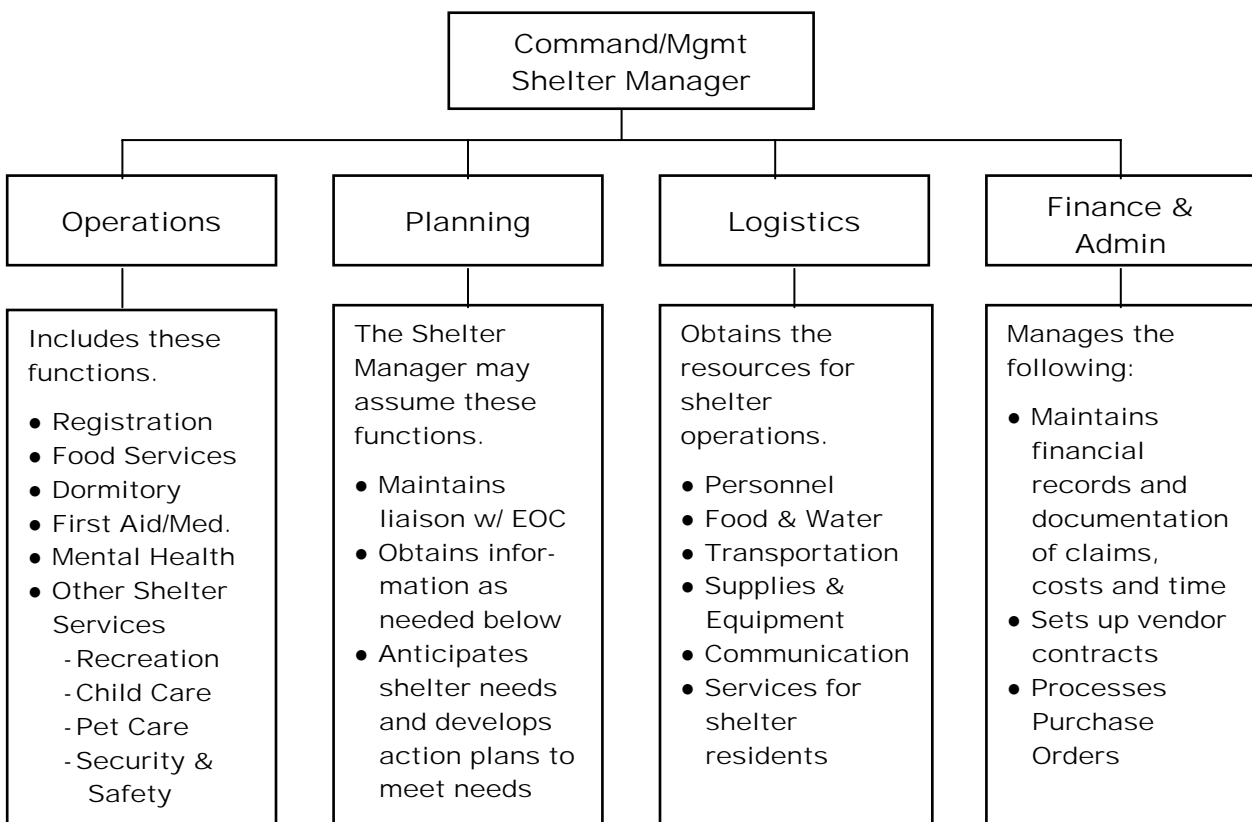 Command/Mgmt
Shelter Manager
Operations
Planning
Logistics
Finance &
Admin
Includes these
functions.
● Registration
● Food Services
● Dormitory
● First Aid/Med.
● Mental Health
● Other Shelter
Services
- Recreation
- Child Care
- Pet Care
- Security &
Safety
The Shelter
Manager may
assume these
functions.
● Maintains
liaison w/ EOC
● Obtains infor-
mation as
needed below
● Anticipates
shelter needs
and develops
action plans to
meet needs
Obtains the
resources for
shelter
operations.
● Personnel
● Food & Water
● Transportation
● Supplies &
Equipment
● Communication
● Services for
shelter
residents
Manages the
following:
● Maintains
financial
records and
documentation
of claims,
costs and time
● Sets up vendor
contracts
● Processes
Purchase
Orders